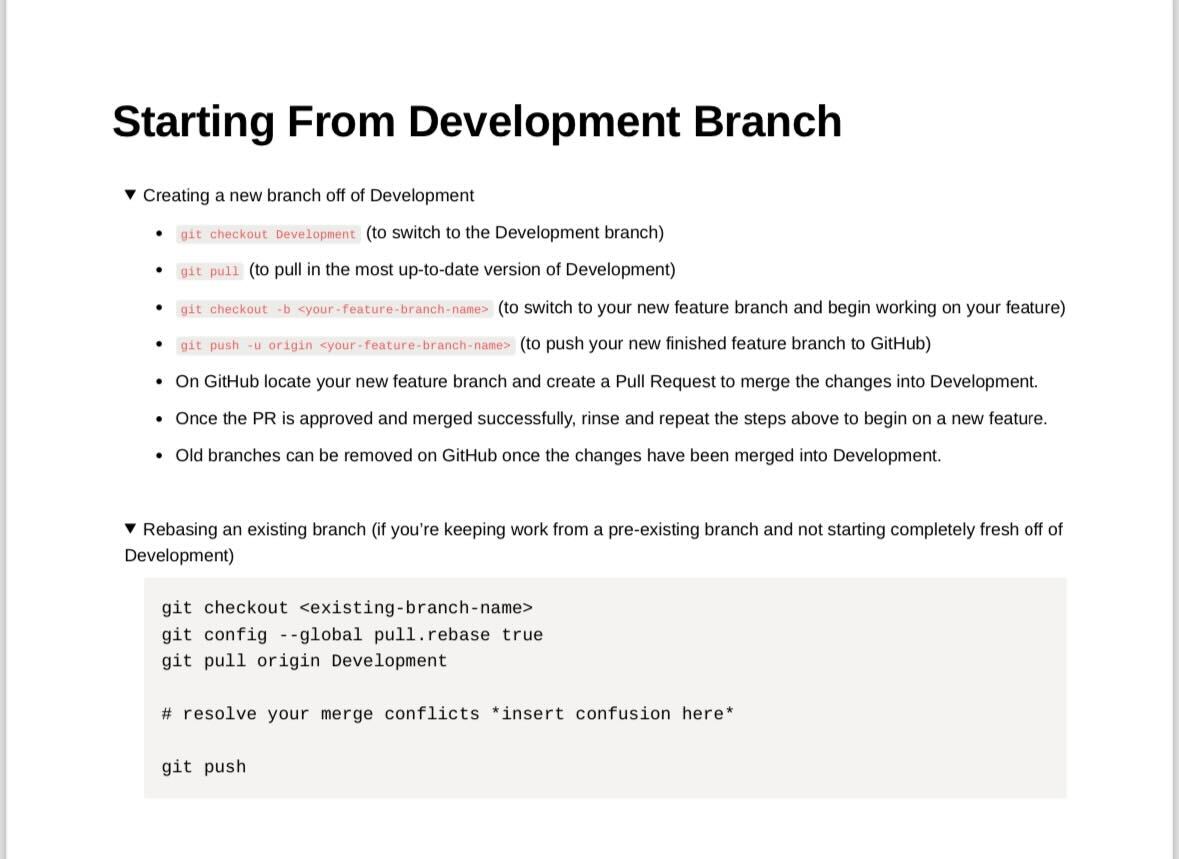 Starting From Development Branch
▼ Creating a new branch off of Development
• git checkout Development (to switch to the Development branch)
• git pull (to pull in the most up-to-date version of Development)
• git checkout -b <your-feature-branch-name> (to switch to your new feature branch and begin working on your feature)
• git push -u origin <your-feature-branch-name> (to push your new finished feature branch to GitHub)
• On GitHub locate your new feature branch and create a Pull Request to merge the changes into Development.
• Once the PR is approved and merged successfully, rinse and repeat the steps above to begin on a new feature.
• Old branches can be removed on GitHub once the changes have been merged into Development.
▼ Rebasing an existing branch (if you’re keeping work from a pre-existing branch and not starting completely fresh off of
Development)
git checkout <existing-branch-name>
git config --global pull.rebase true
git pull origin Development
# resolve your merge conflicts *insert confusion here*
git push